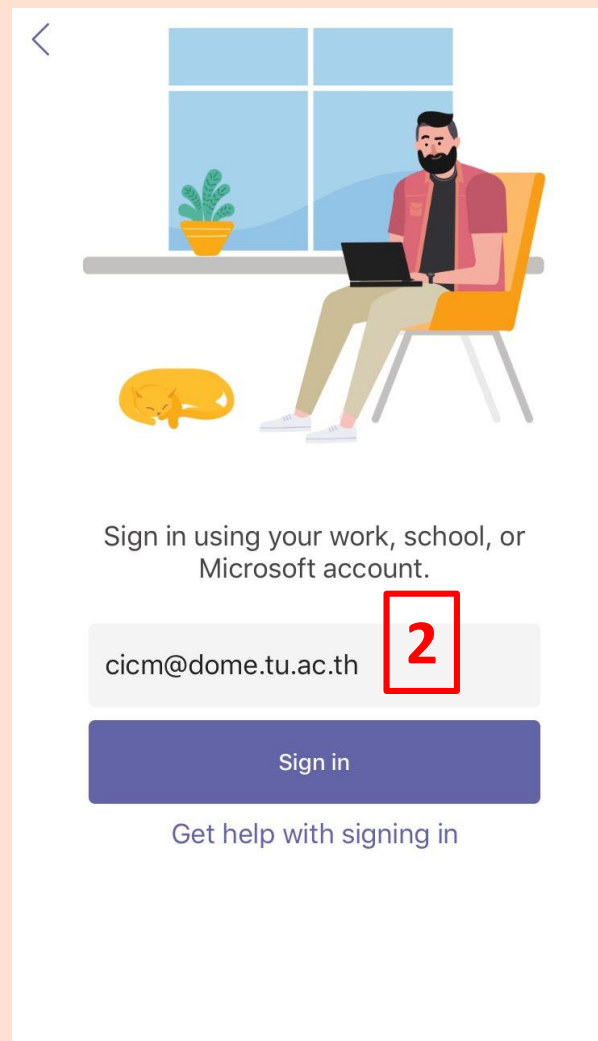 Sign in using your work, school, or
Microsoft account.
2
cicm@dome.tu.ac.th
Sign in
Get help with signing in